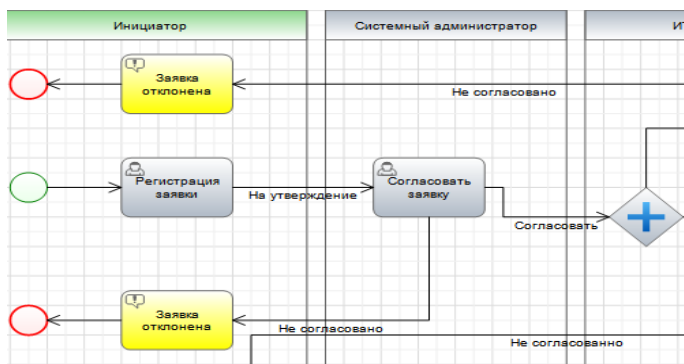 Инициатор
Системный администратор
ИТ
Заявка
отклонена
Не согласовано
Регистрация
заявки
На утверждение
Согласовать
заявку
Согласовать
Заявка
отклонена
Не согласовано
Не согласованно